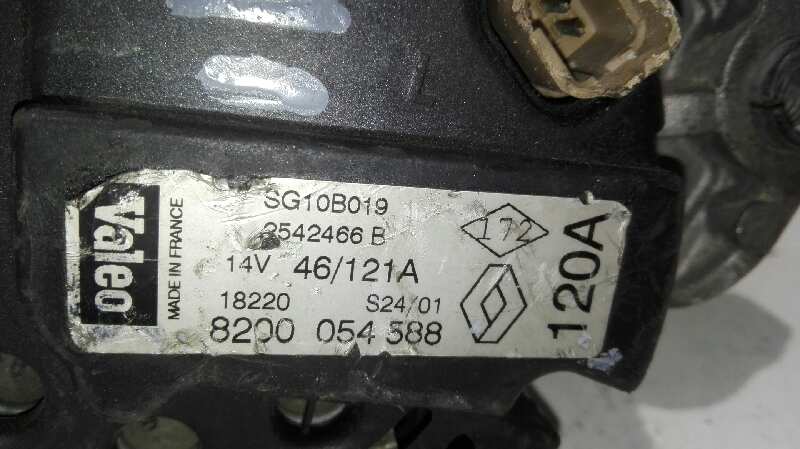 L
Valeo
MADE IN FRANCE
SG10B019
2542466 B
14V 46/121A
18220 S24/01
8200 054 588
172
120A